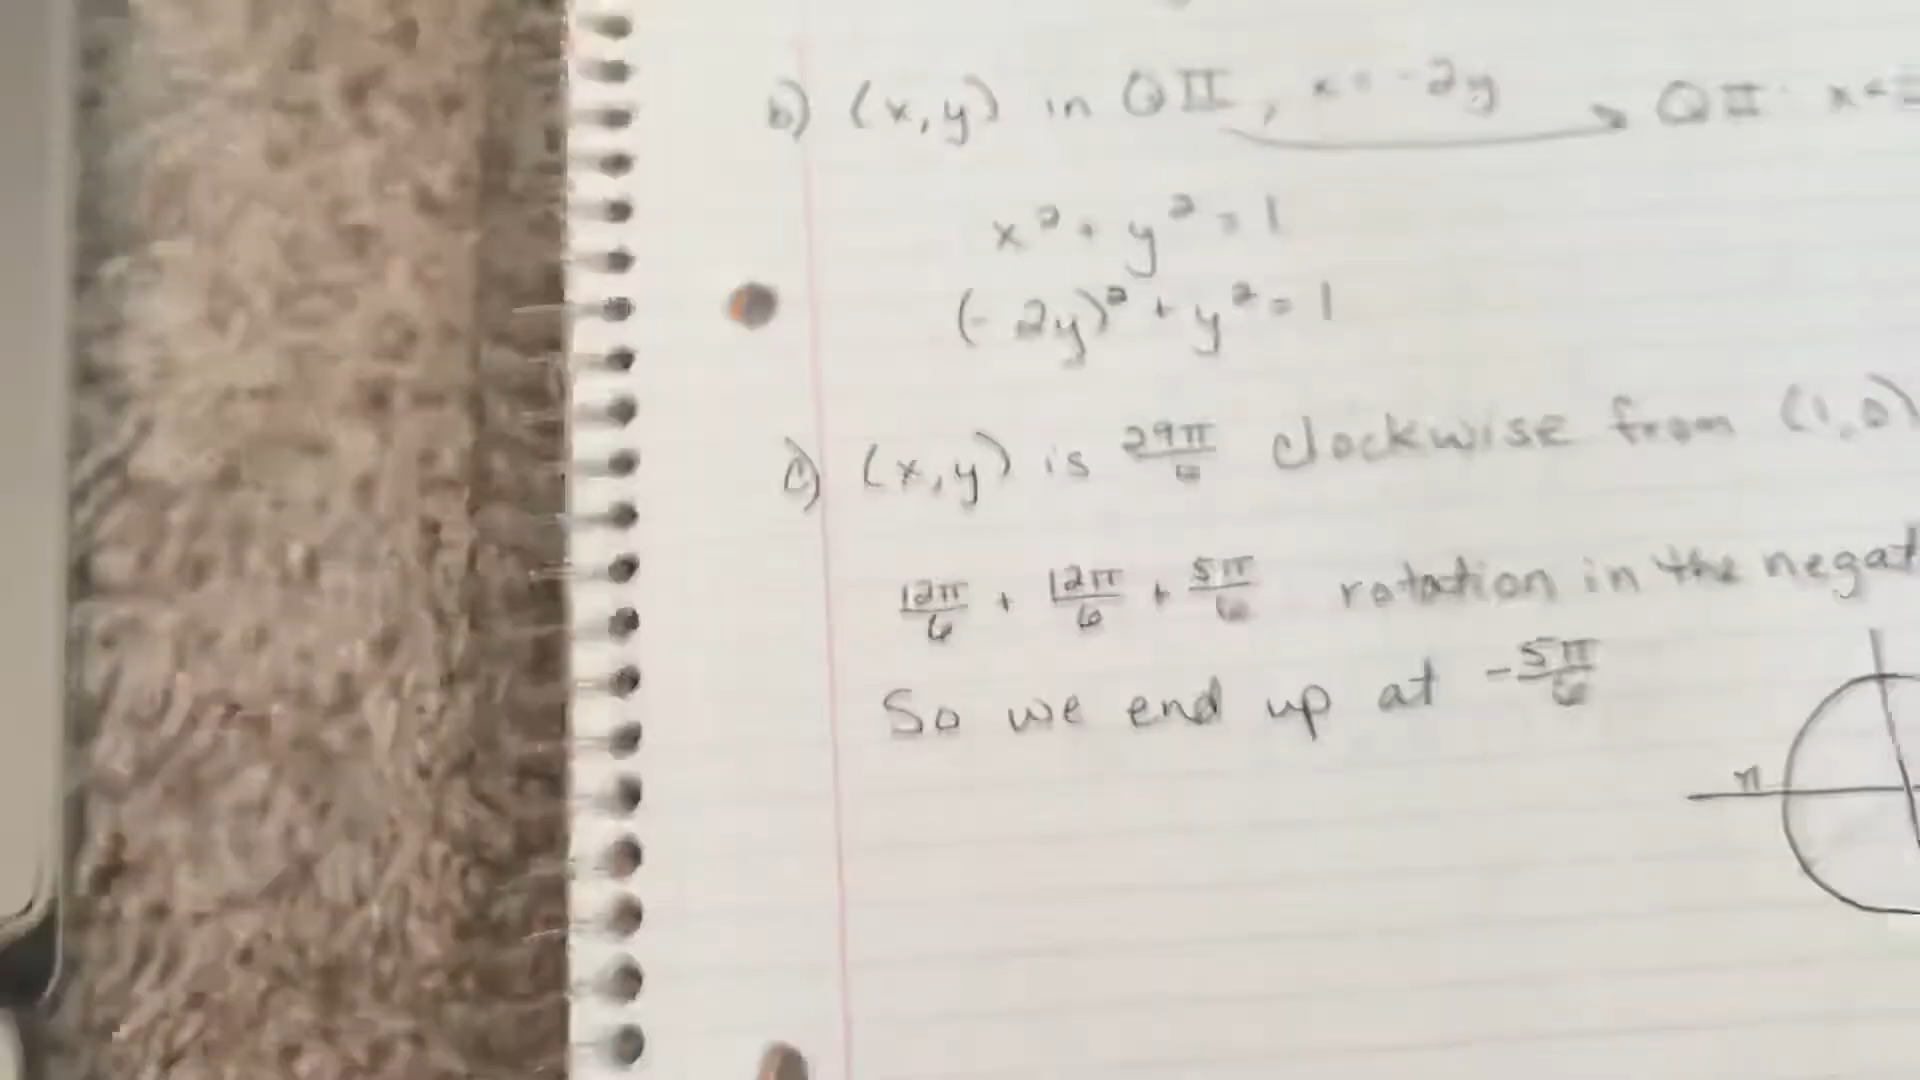 b) (x,y) in QII, x = -2y → QII x<
x² + y² = 1
(-2y)² + y² = 1
c) (x,y) is 29π/6 clockwise from (1,0)
12π/6 + 12π/6 + 5π/6 rotation in the negat
So we end up at -5π/6
π